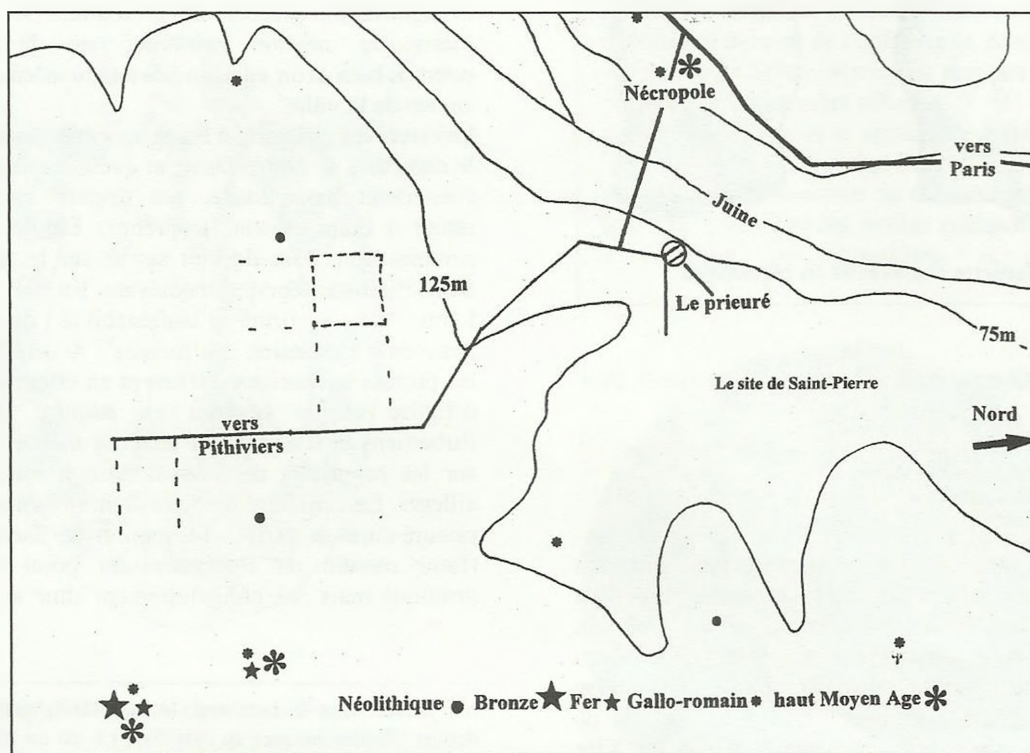 Nécropole
vers
Paris
Juine
125m
Le prieuré
75m
Le site de Saint-Pierre
Nord
vers
Pithiviers
Néolithique Bronze Fer Gallo-romain haut Moyen Age